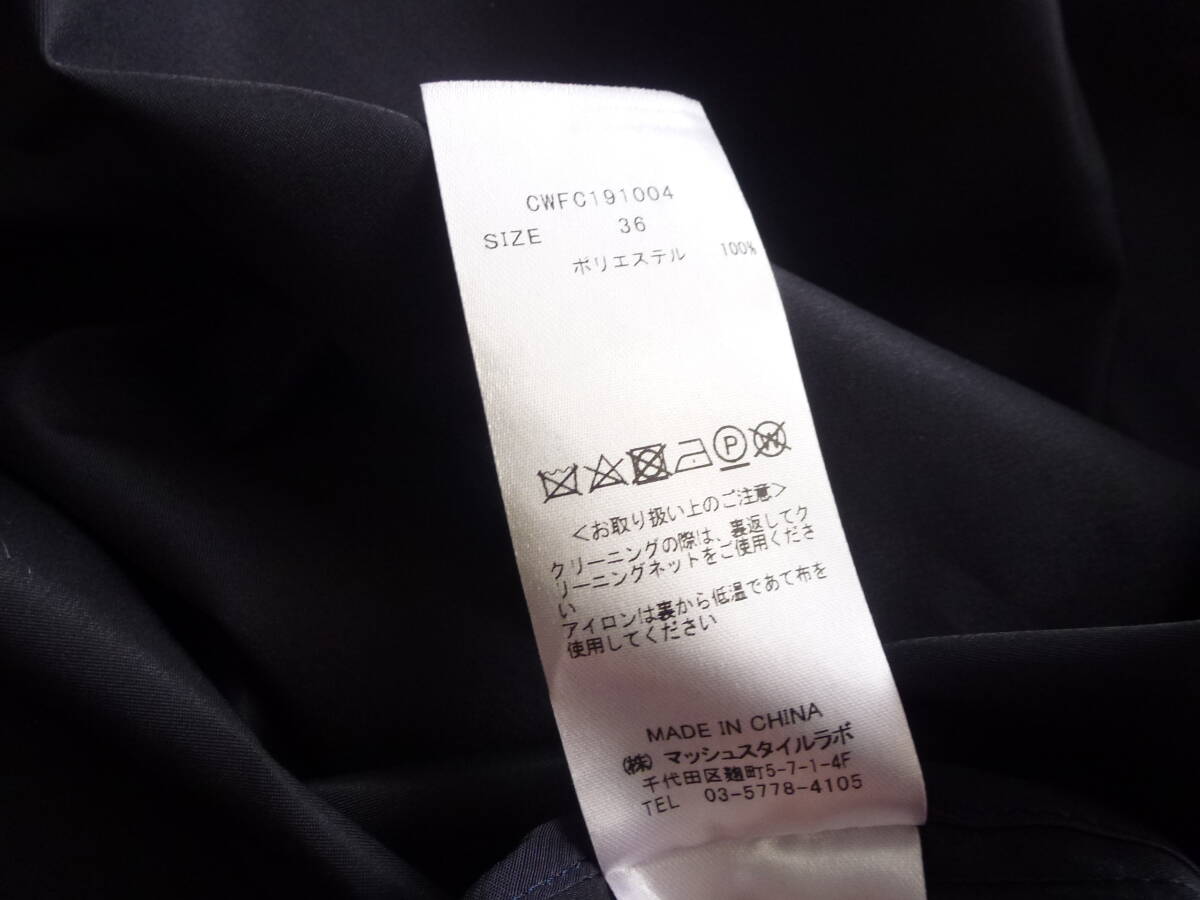 CWFC191004
SIZE 36
ポリエステル 100%
P W
＜お取り扱い上のご注意＞
クリーニングの際は、裏返してク
リーニングネットをご使用くださ
い
アイロンは裏から低温であて布を
使用してください
MADE IN CHINA
(株)マッシュスタイルラボ
千代田区麹町5-7-1-4F
TEL 03-5778-4105